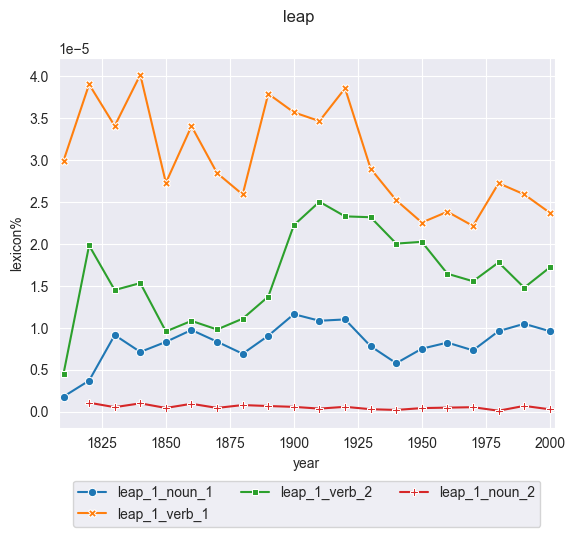 leap
1e−5
4.0
3.5
3.0
2.5
2.0
1.5
1.0
0.5
0.0
lexicon%
1825 1850 1875 1900 1925 1950 1975 2000
year
leap_1_noun_1 leap_1_verb_2 leap_1_noun_2
leap_1_verb_1